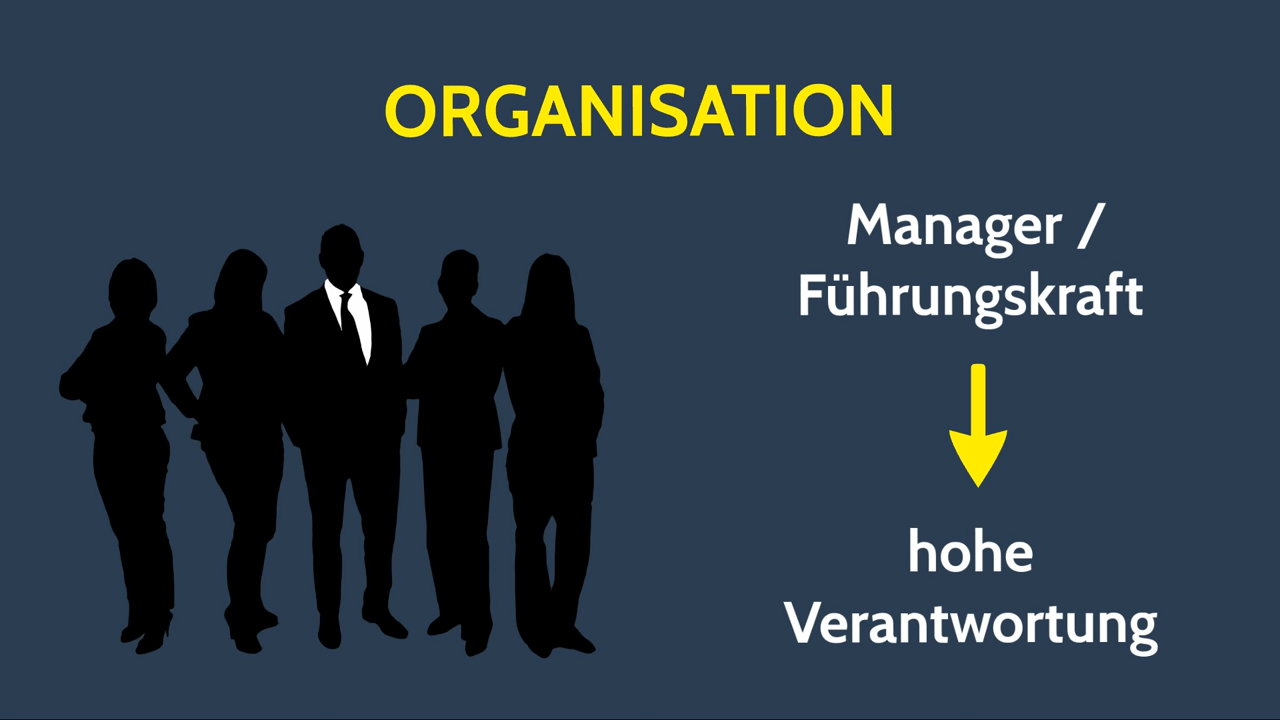 ORGANISATION
Manager /
Führungskraft
hohe
Verantwortung